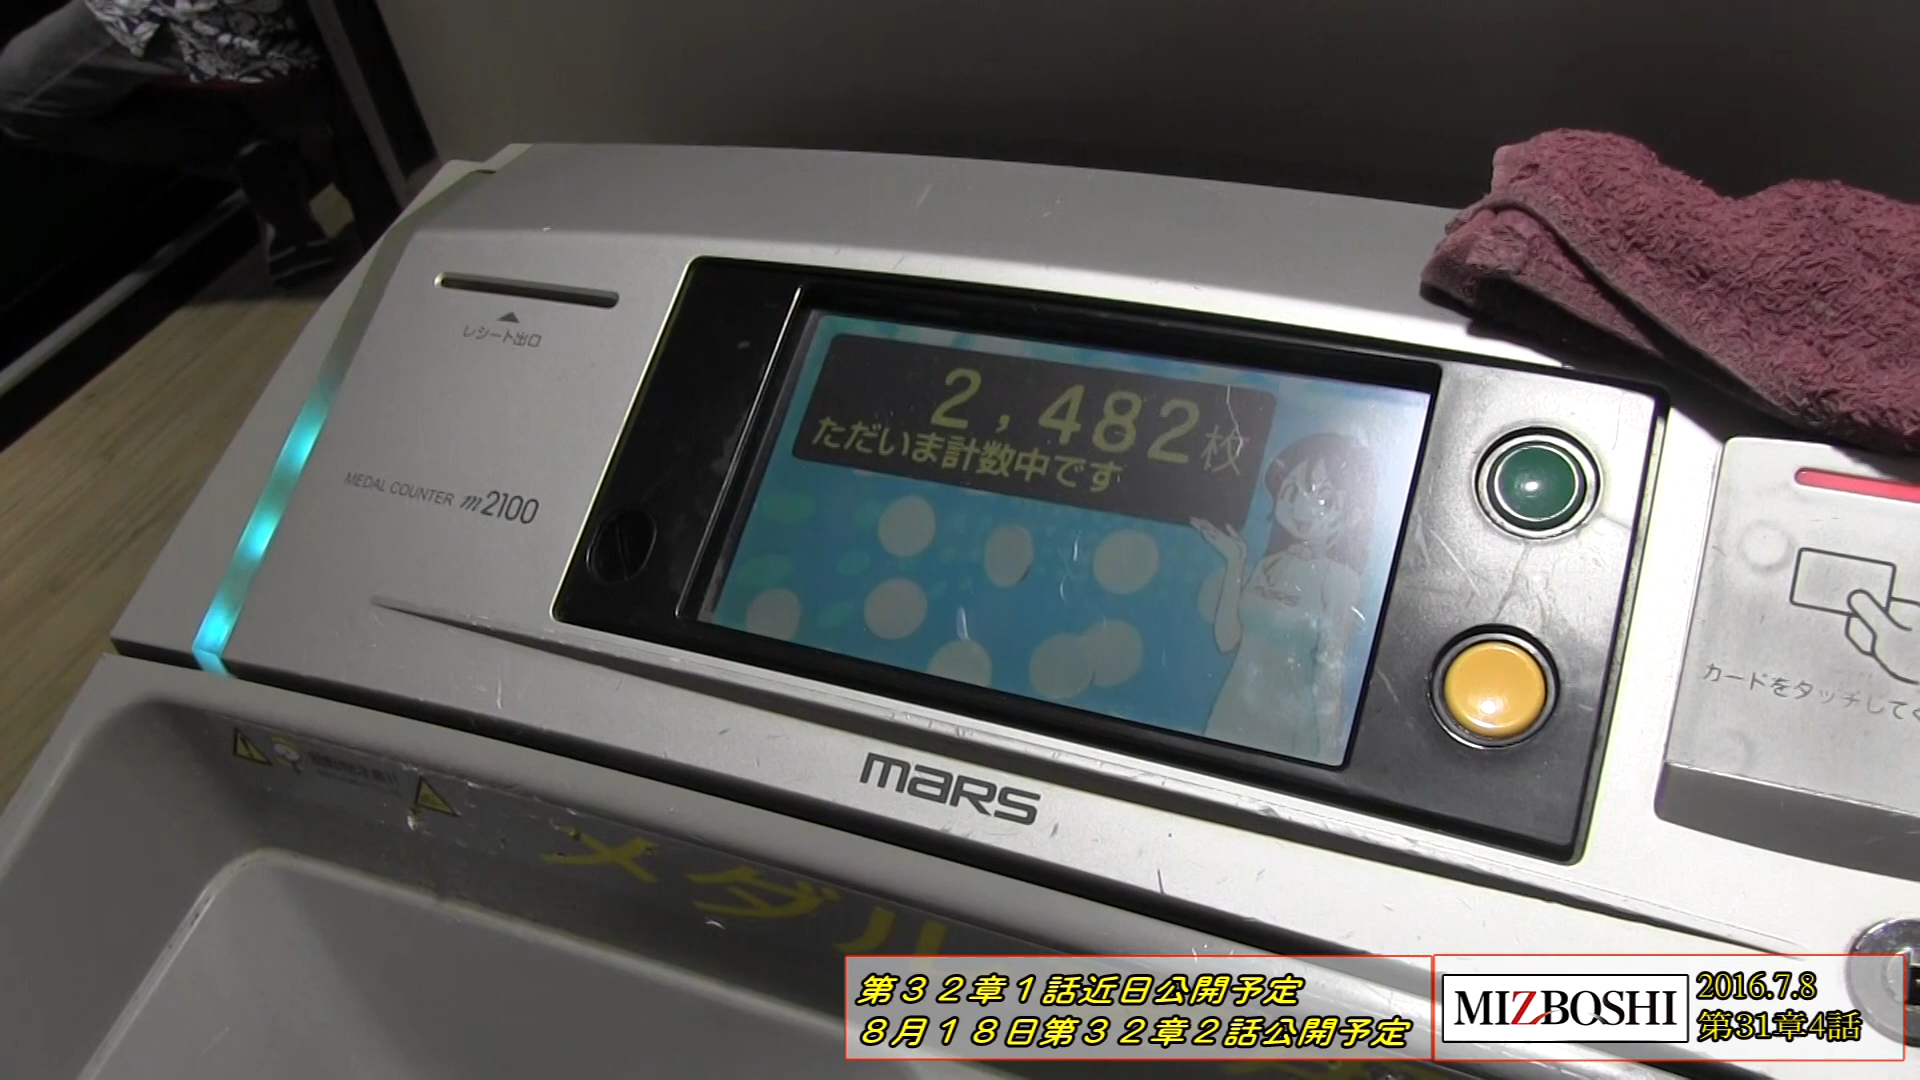 レシート出口
2,482枚
ただいま計数中です
MEDAL COUNTER m2100
カードをタッチして
mars
メダル
第３２章１話近日公開予定
８月１８日第３２章２話公開予定
MIZBOSHI
2016.7.8
第31章4話